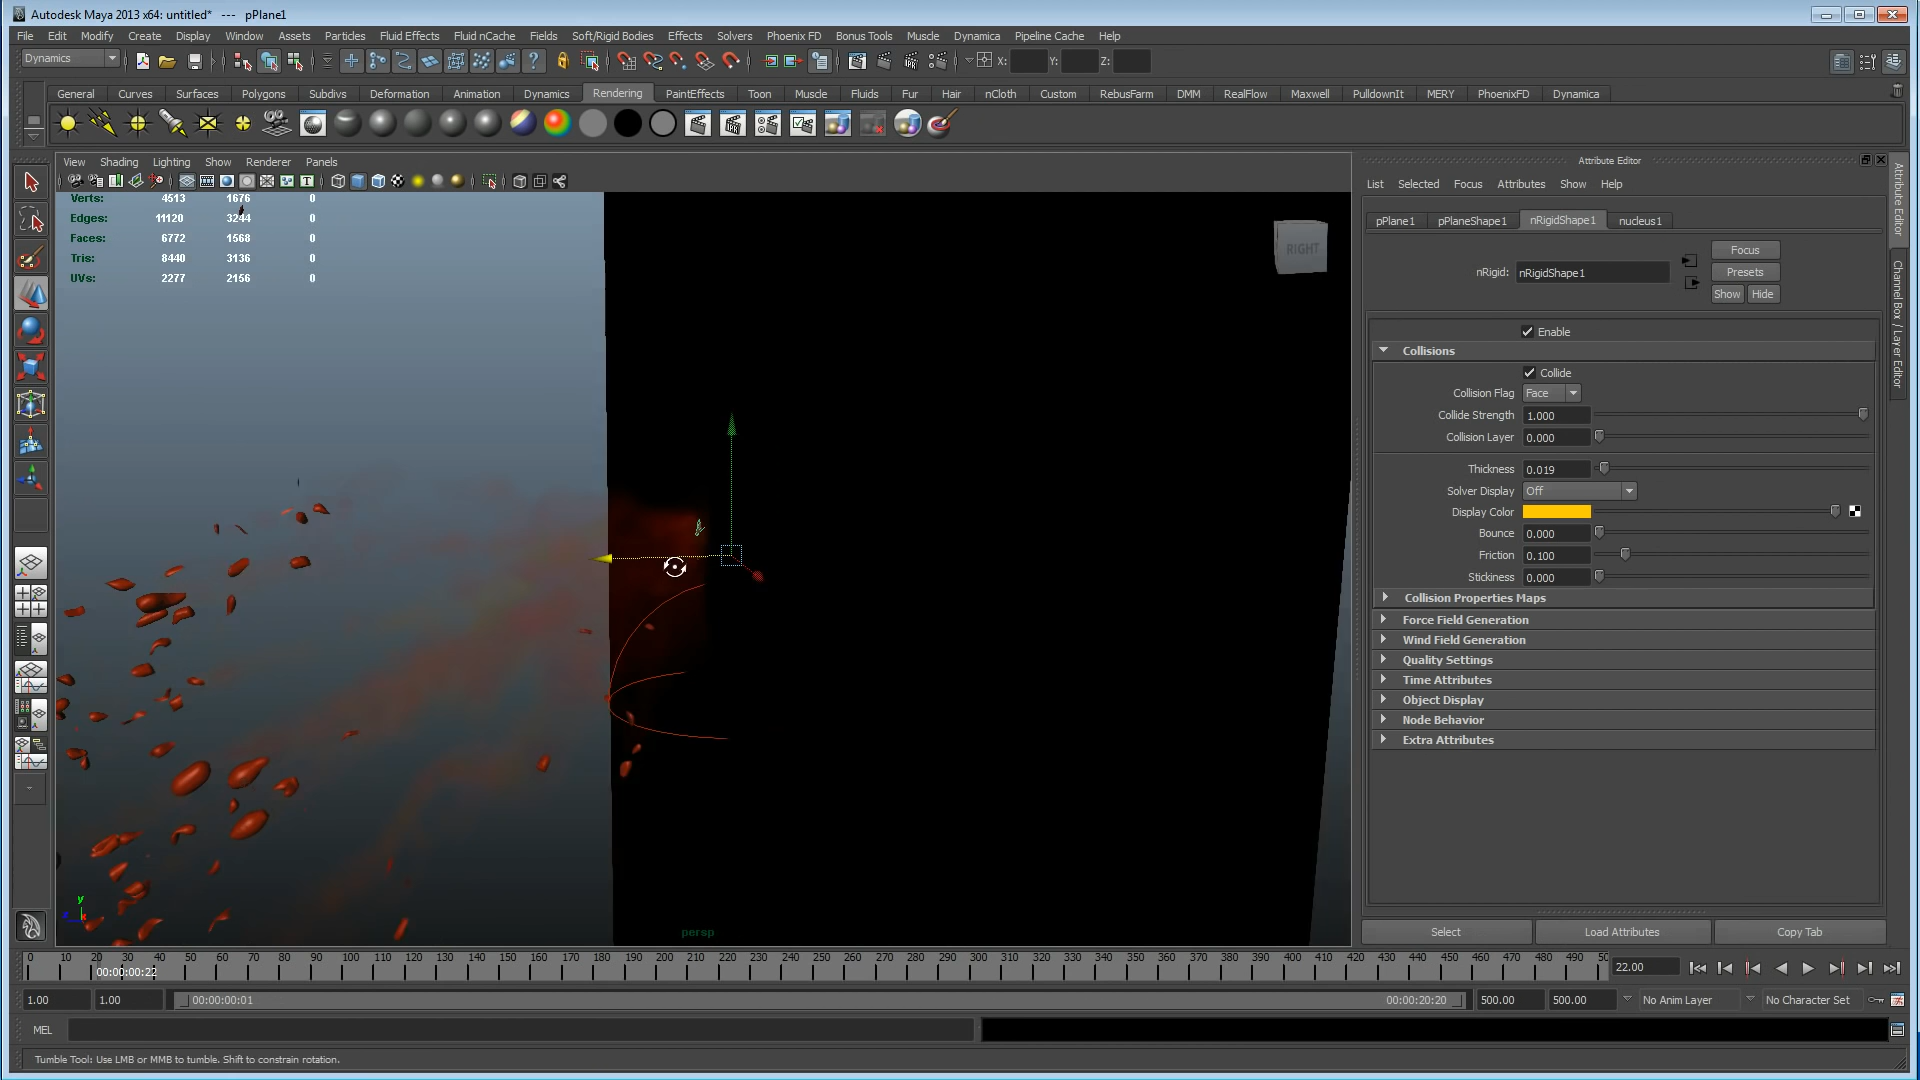 Autodesk Maya 2013 x64: untitled* --- pPlane1
File Edit Modify Create Display Window Assets Particles Fluid Effects Fluid nCache Fields Soft/Rigid Bodies Effects Solvers Phoenix FD Bonus Tools Muscle Dynamica Pipeline Cache Help
Dynamics X: Y: Z:
General Curves Surfaces Polygons Subdivs Deformation Animation Dynamics Rendering PaintEffects Toon Muscle Fluids Fur Hair nCloth Custom RebusFarm DMM RealFlow Maxwell PulldownIt MERY PhoenixFD Dynamica
View Shading Lighting Show Renderer Panels
Verts: 4513 1676 0
Edges: 11120 3244 0
Faces: 6772 1568 0
Tris: 8440 3136 0
UVs: 2277 2156 0
RIGHT
y
persp
Attribute Editor
List Selected Focus Attributes Show Help
pPlane1 pPlaneShape1 nRigidShape1 nucleus1
nRigid: nRigidShape1
Focus
Presets
Show Hide
Enable
Collisions
Collide
Collision Flag Face
Collide Strength 1.000
Collision Layer 0.000
Thickness 0.019
Solver Display Off
Display Color
Bounce 0.000
Friction 0.100
Stickiness 0.000
Collision Properties Maps
Force Field Generation
Wind Field Generation
Quality Settings
Time Attributes
Object Display
Node Behavior
Extra Attributes
Select Load Attributes Copy Tab
Attribute Editor
Channel Box / Layer Editor
0 10 20 30 40 50 60 70 80 90 100 110 120 130 140 150 160 170 180 190 200 210 220 230 240 250 260 270 280 290 300 310 320 330 340 350 360 370 380 390 400 410 420 430 440 450 460 470 480 490 50
00:00:00:22
22.00
1.00 1.00 00:00:00:01 00:00:20:20 500.00 500.00 No Anim Layer No Character Set
MEL
Tumble Tool: Use LMB or MMB to tumble. Shift to constrain rotation.